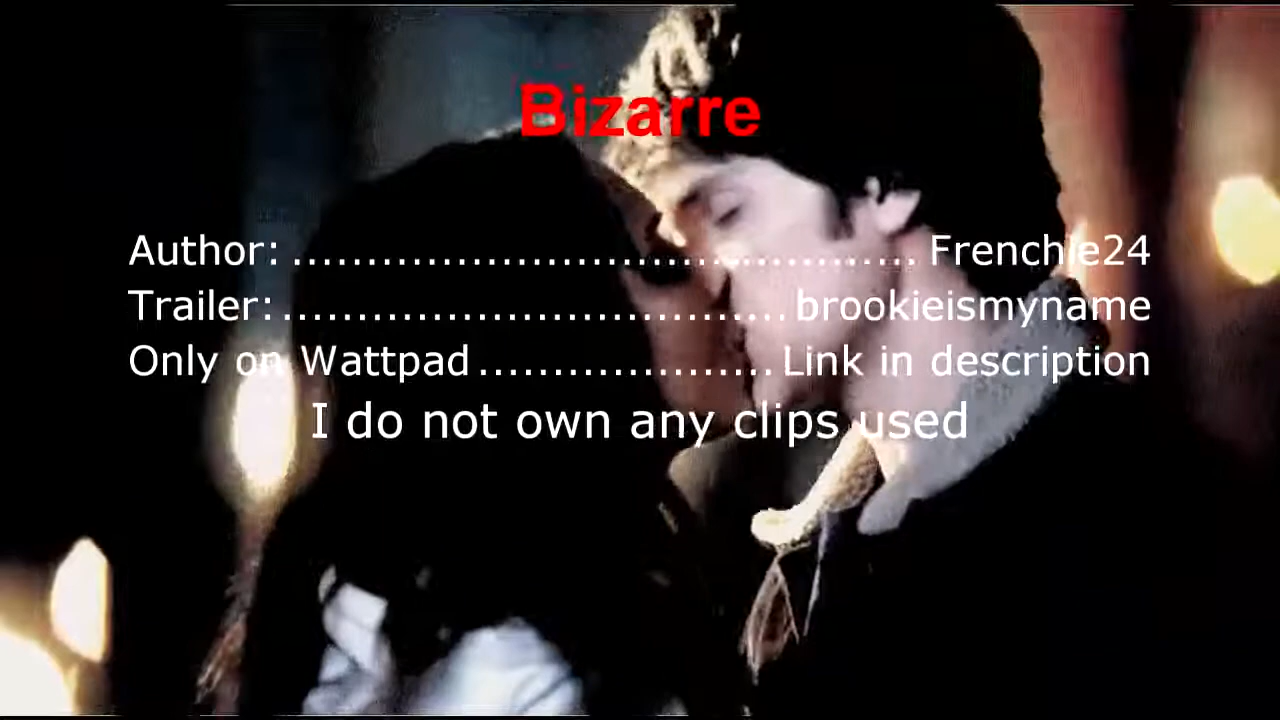 Bizarre
Author: ............................................. Frenchie24
Trailer:.....................................brookieismyname
Only on Wattpad.....................Link in description
I do not own any clips used